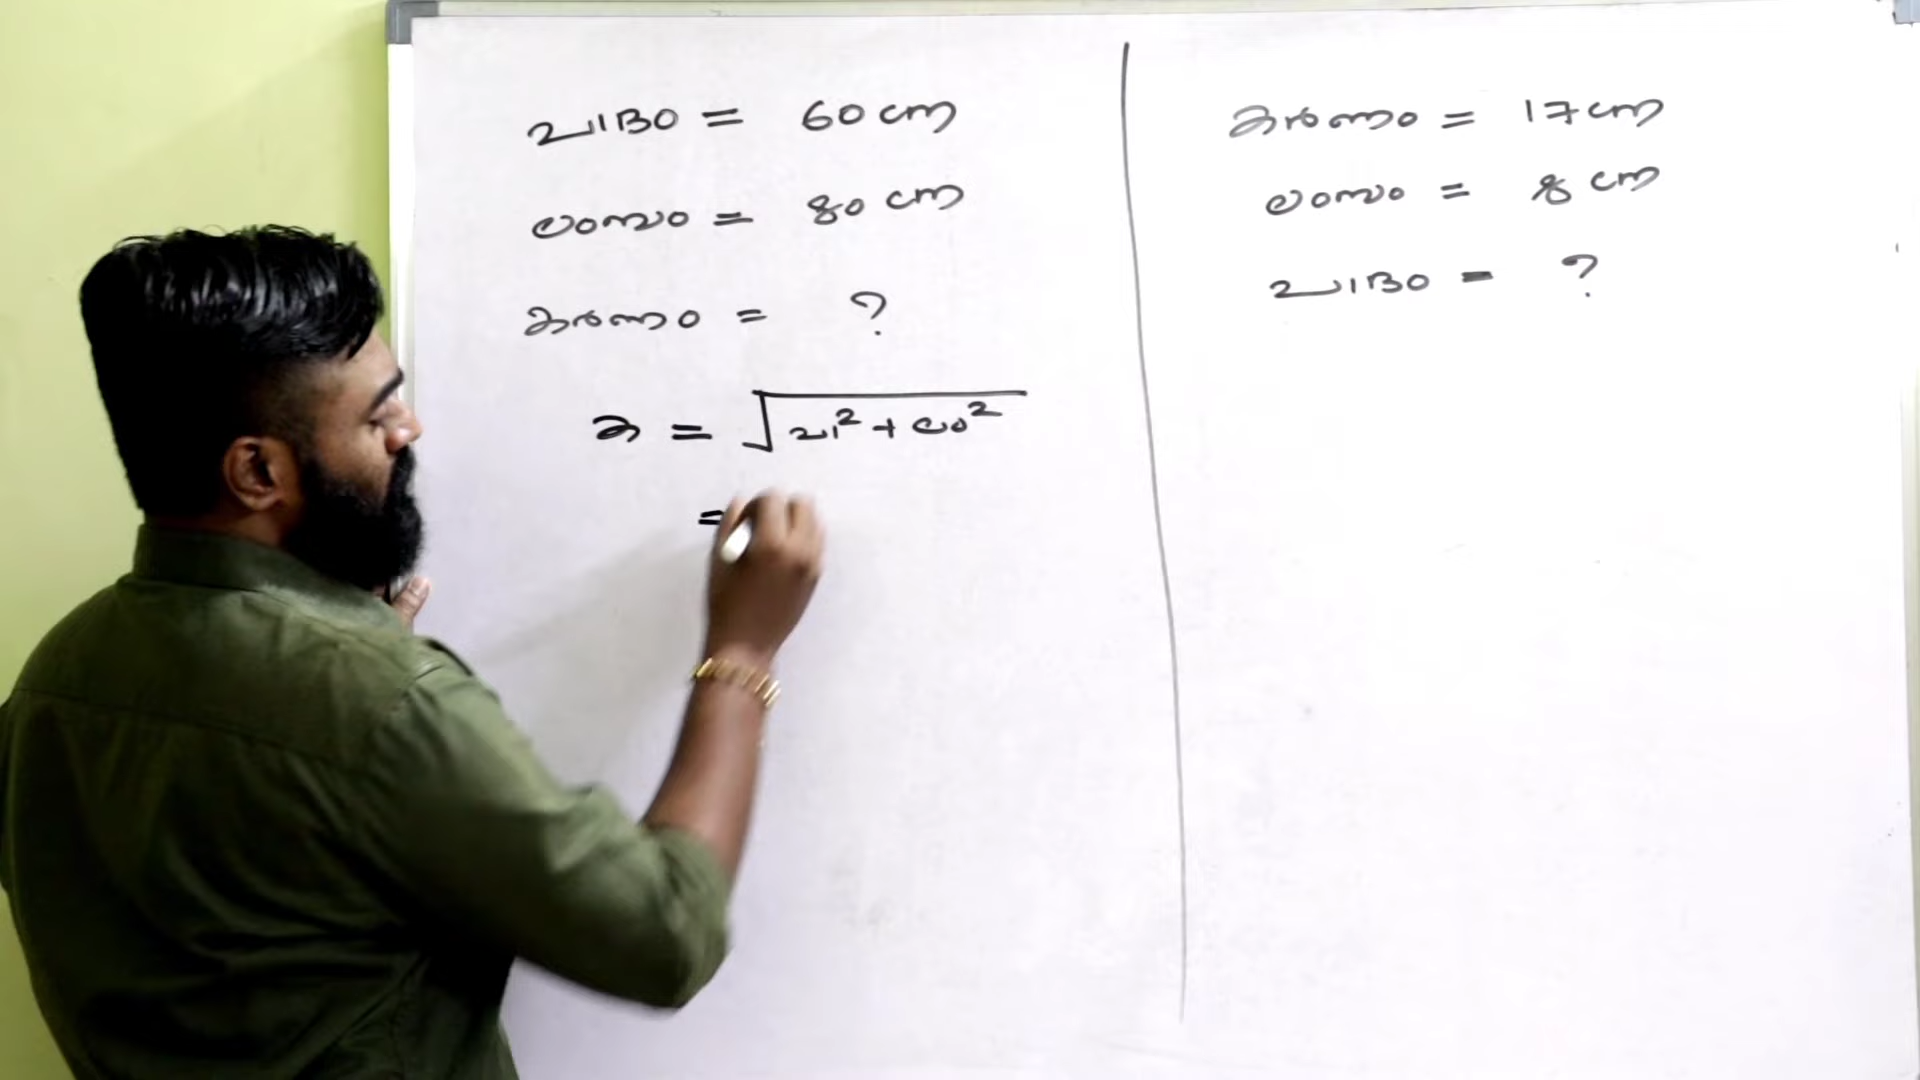 പാദം = 60 cm
ലംബം = 80 cm
കർണം = ?
ക = √പാ² + ലം²
=
കർണം = 17 cm
ലംബം = 8 cm
പാദം = ?